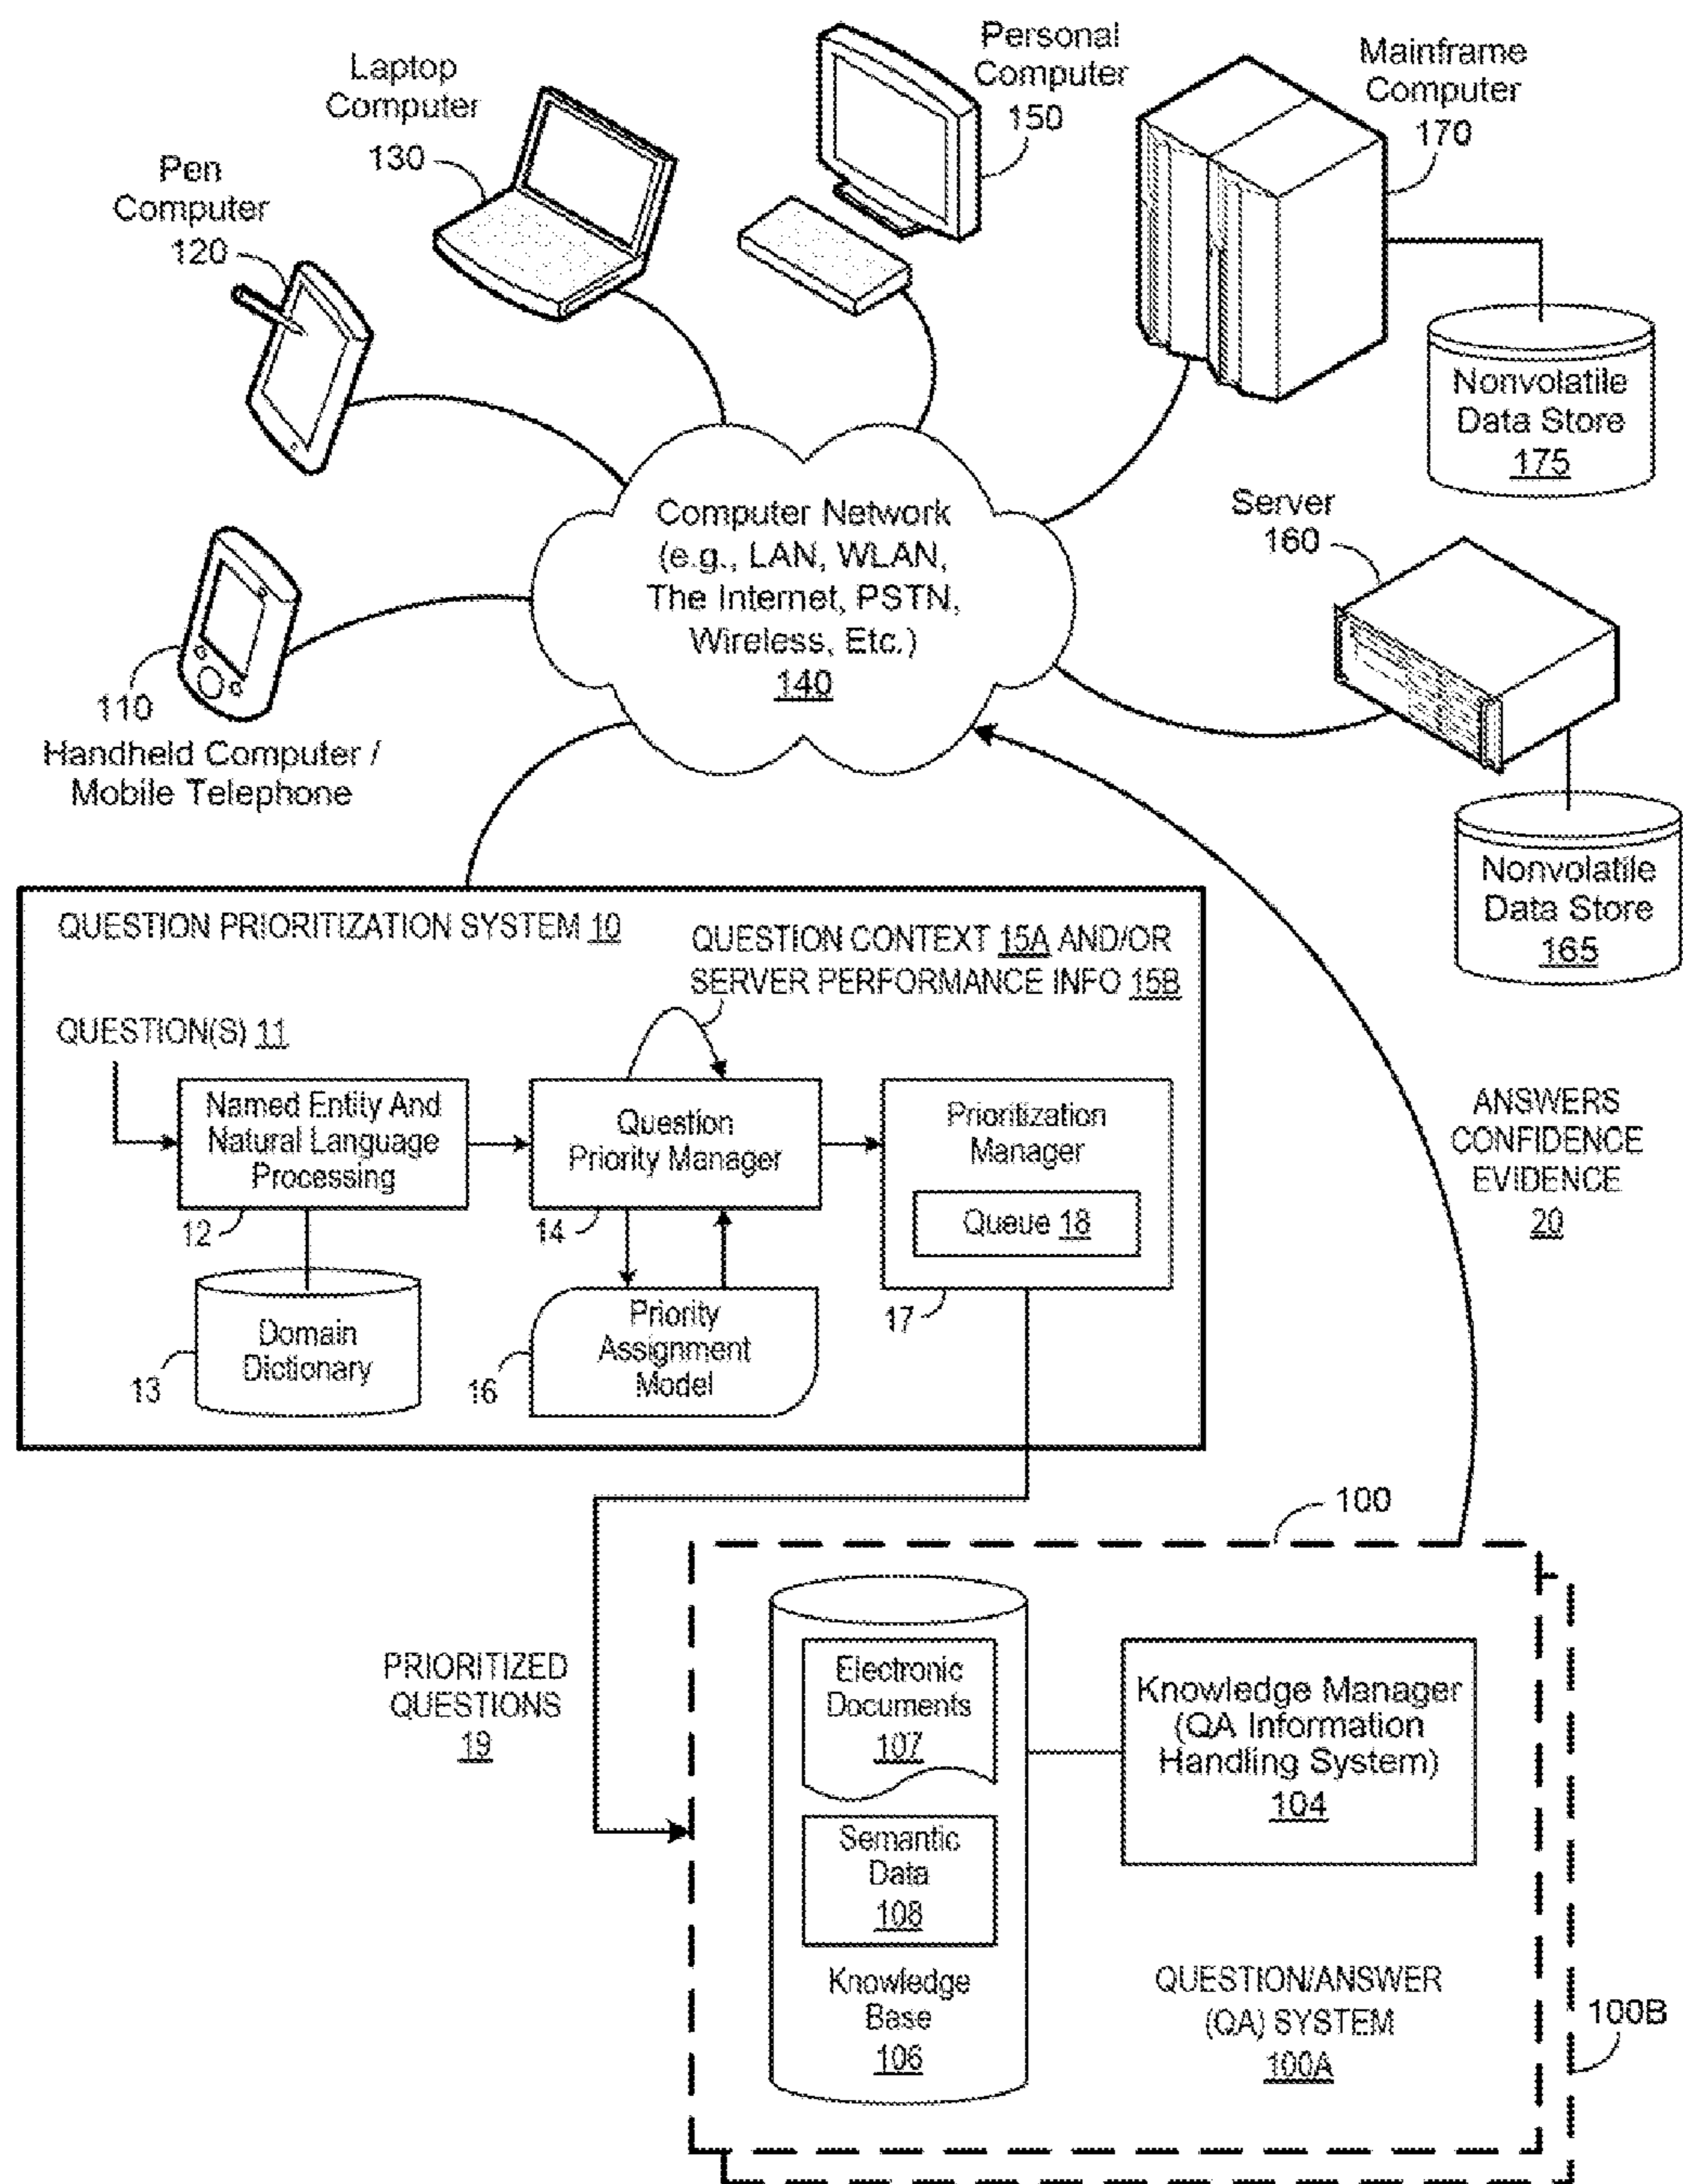 Laptop
Computer
130
Personal
Computer
150
Mainframe
Computer
170
Pen
Computer
120
Nonvolatile
Data Store
175
Computer Network
(e.g., LAN, WLAN,
The Internet, PSTN,
Wireless, Etc.)
140
Server
160
110
Handheld Computer /
Mobile Telephone
Nonvolatile
Data Store
165
QUESTION PRIORITIZATION SYSTEM 10
QUESTION CONTEXT 15A AND/OR
SERVER PERFORMANCE INFO 15B
QUESTION(S) 11
Named Entity And
Natural Language
Processing
12
Question
Priority Manager
14
Prioritization
Manager
Queue 18
17
Domain
Dictionary
13
Priority
Assignment
Model
16
ANSWERS
CONFIDENCE
EVIDENCE
20
100
PRIORITIZED
QUESTIONS
19
Electronic
Documents
107
Semantic
Data
108
Knowledge
Base
106
Knowledge Manager
(QA Information
Handling System)
104
QUESTION/ANSWER
(QA) SYSTEM
100A
100B